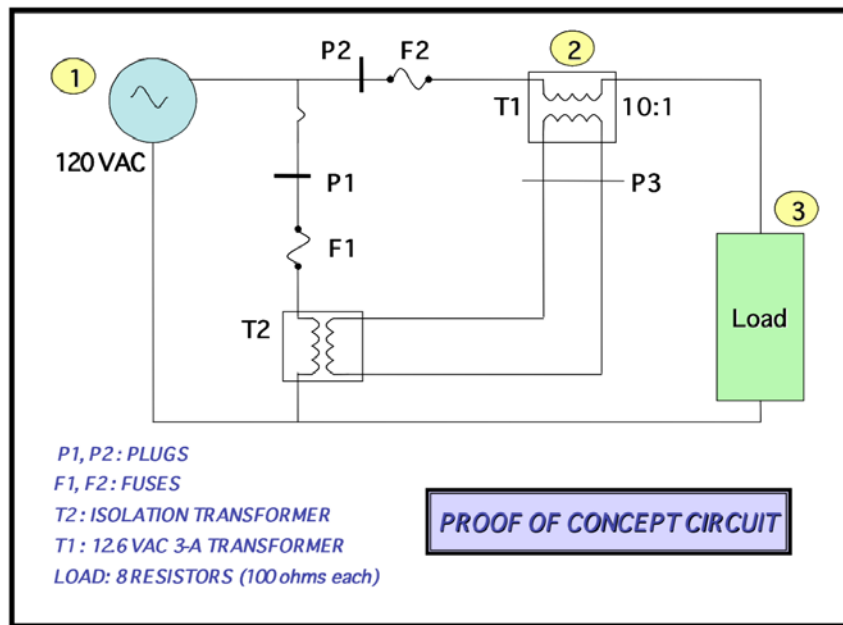 1
P2
F2
2
T1
10:1
120 VAC
P1
P3
3
F1
T2
Load
P1, P2 : PLUGS
F1, F2 : FUSES
T2 : ISOLATION TRANSFORMER
T1 : 12.6 VAC 3-A TRANSFORMER
LOAD: 8 RESISTORS (100 ohms each)
PROOF OF CONCEPT CIRCUIT